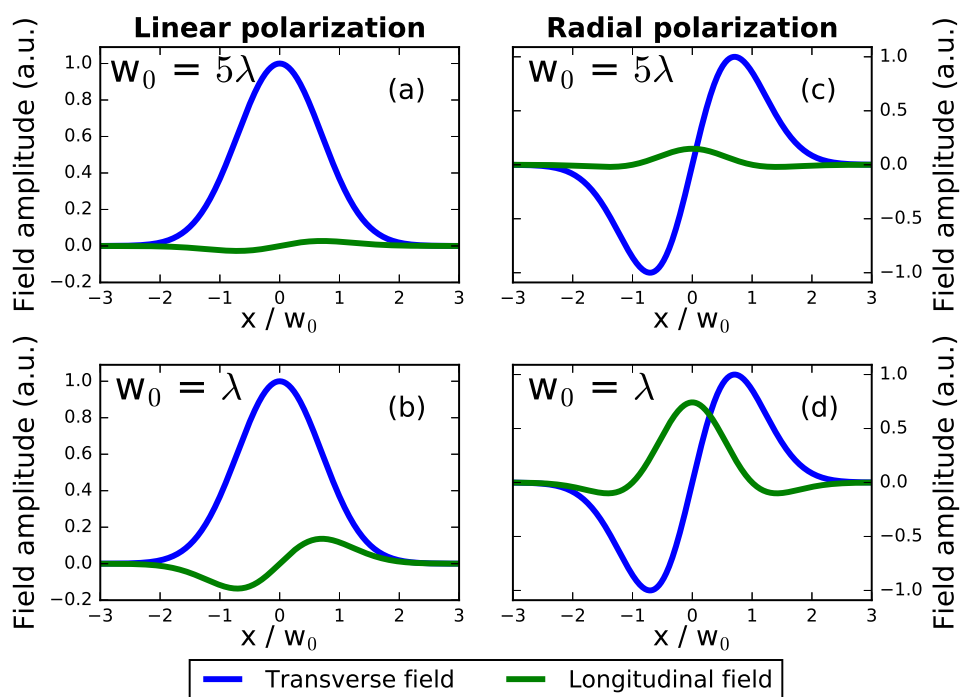 Linear polarization
Field amplitude (a.u.)
w₀ = 5λ
(a)
1.0
0.8
0.6
0.4
0.2
0.0
−0.2
−3 −2 −1 0 1 2 3
x / w₀
Radial polarization
w₀ = 5λ
(c)
Field amplitude (a.u.)
1.0
0.5
0.0
−0.5
−1.0
−3 −2 −1 0 1 2 3
x / w₀
Field amplitude (a.u.)
w₀ = λ
(b)
1.0
0.8
0.6
0.4
0.2
0.0
−0.2
−3 −2 −1 0 1 2 3
x / w₀
w₀ = λ
(d)
Field amplitude (a.u.)
1.0
0.5
0.0
−0.5
−1.0
−3 −2 −1 0 1 2 3
x / w₀
Transverse field Longitudinal field